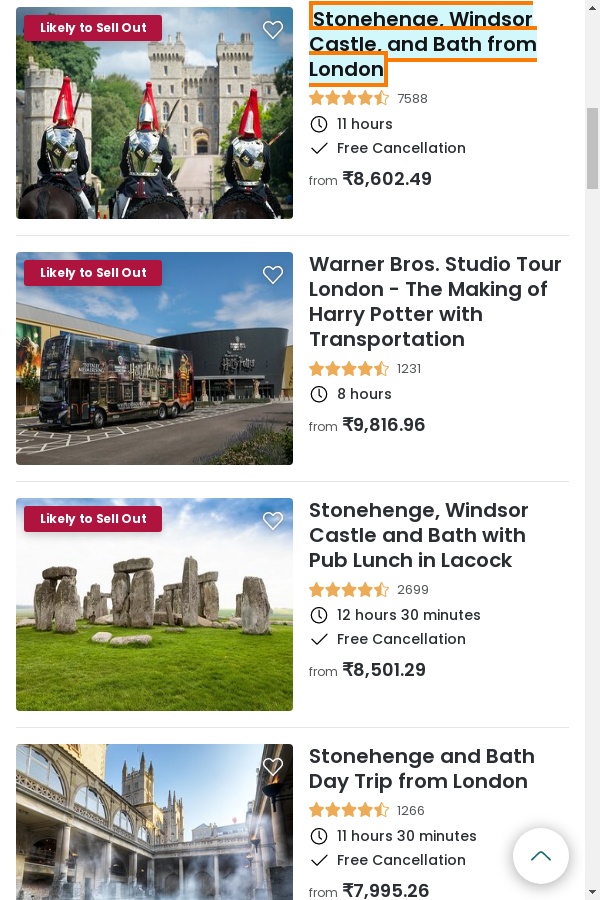 Likely to Sell Out
Stonehenge, Windsor
Castle, and Bath from
London
7588
11 hours
Free Cancellation
from ₹8,602.49
Likely to Sell Out
Warner Bros. Studio Tour
London - The Making of
Harry Potter with
Transportation
1231
8 hours
from ₹9,816.96
Likely to Sell Out
Stonehenge, Windsor
Castle and Bath with
Pub Lunch in Lacock
2699
12 hours 30 minutes
Free Cancellation
from ₹8,501.29
Stonehenge and Bath
Day Trip from London
1266
11 hours 30 minutes
Free Cancellation
from ₹7,995.26